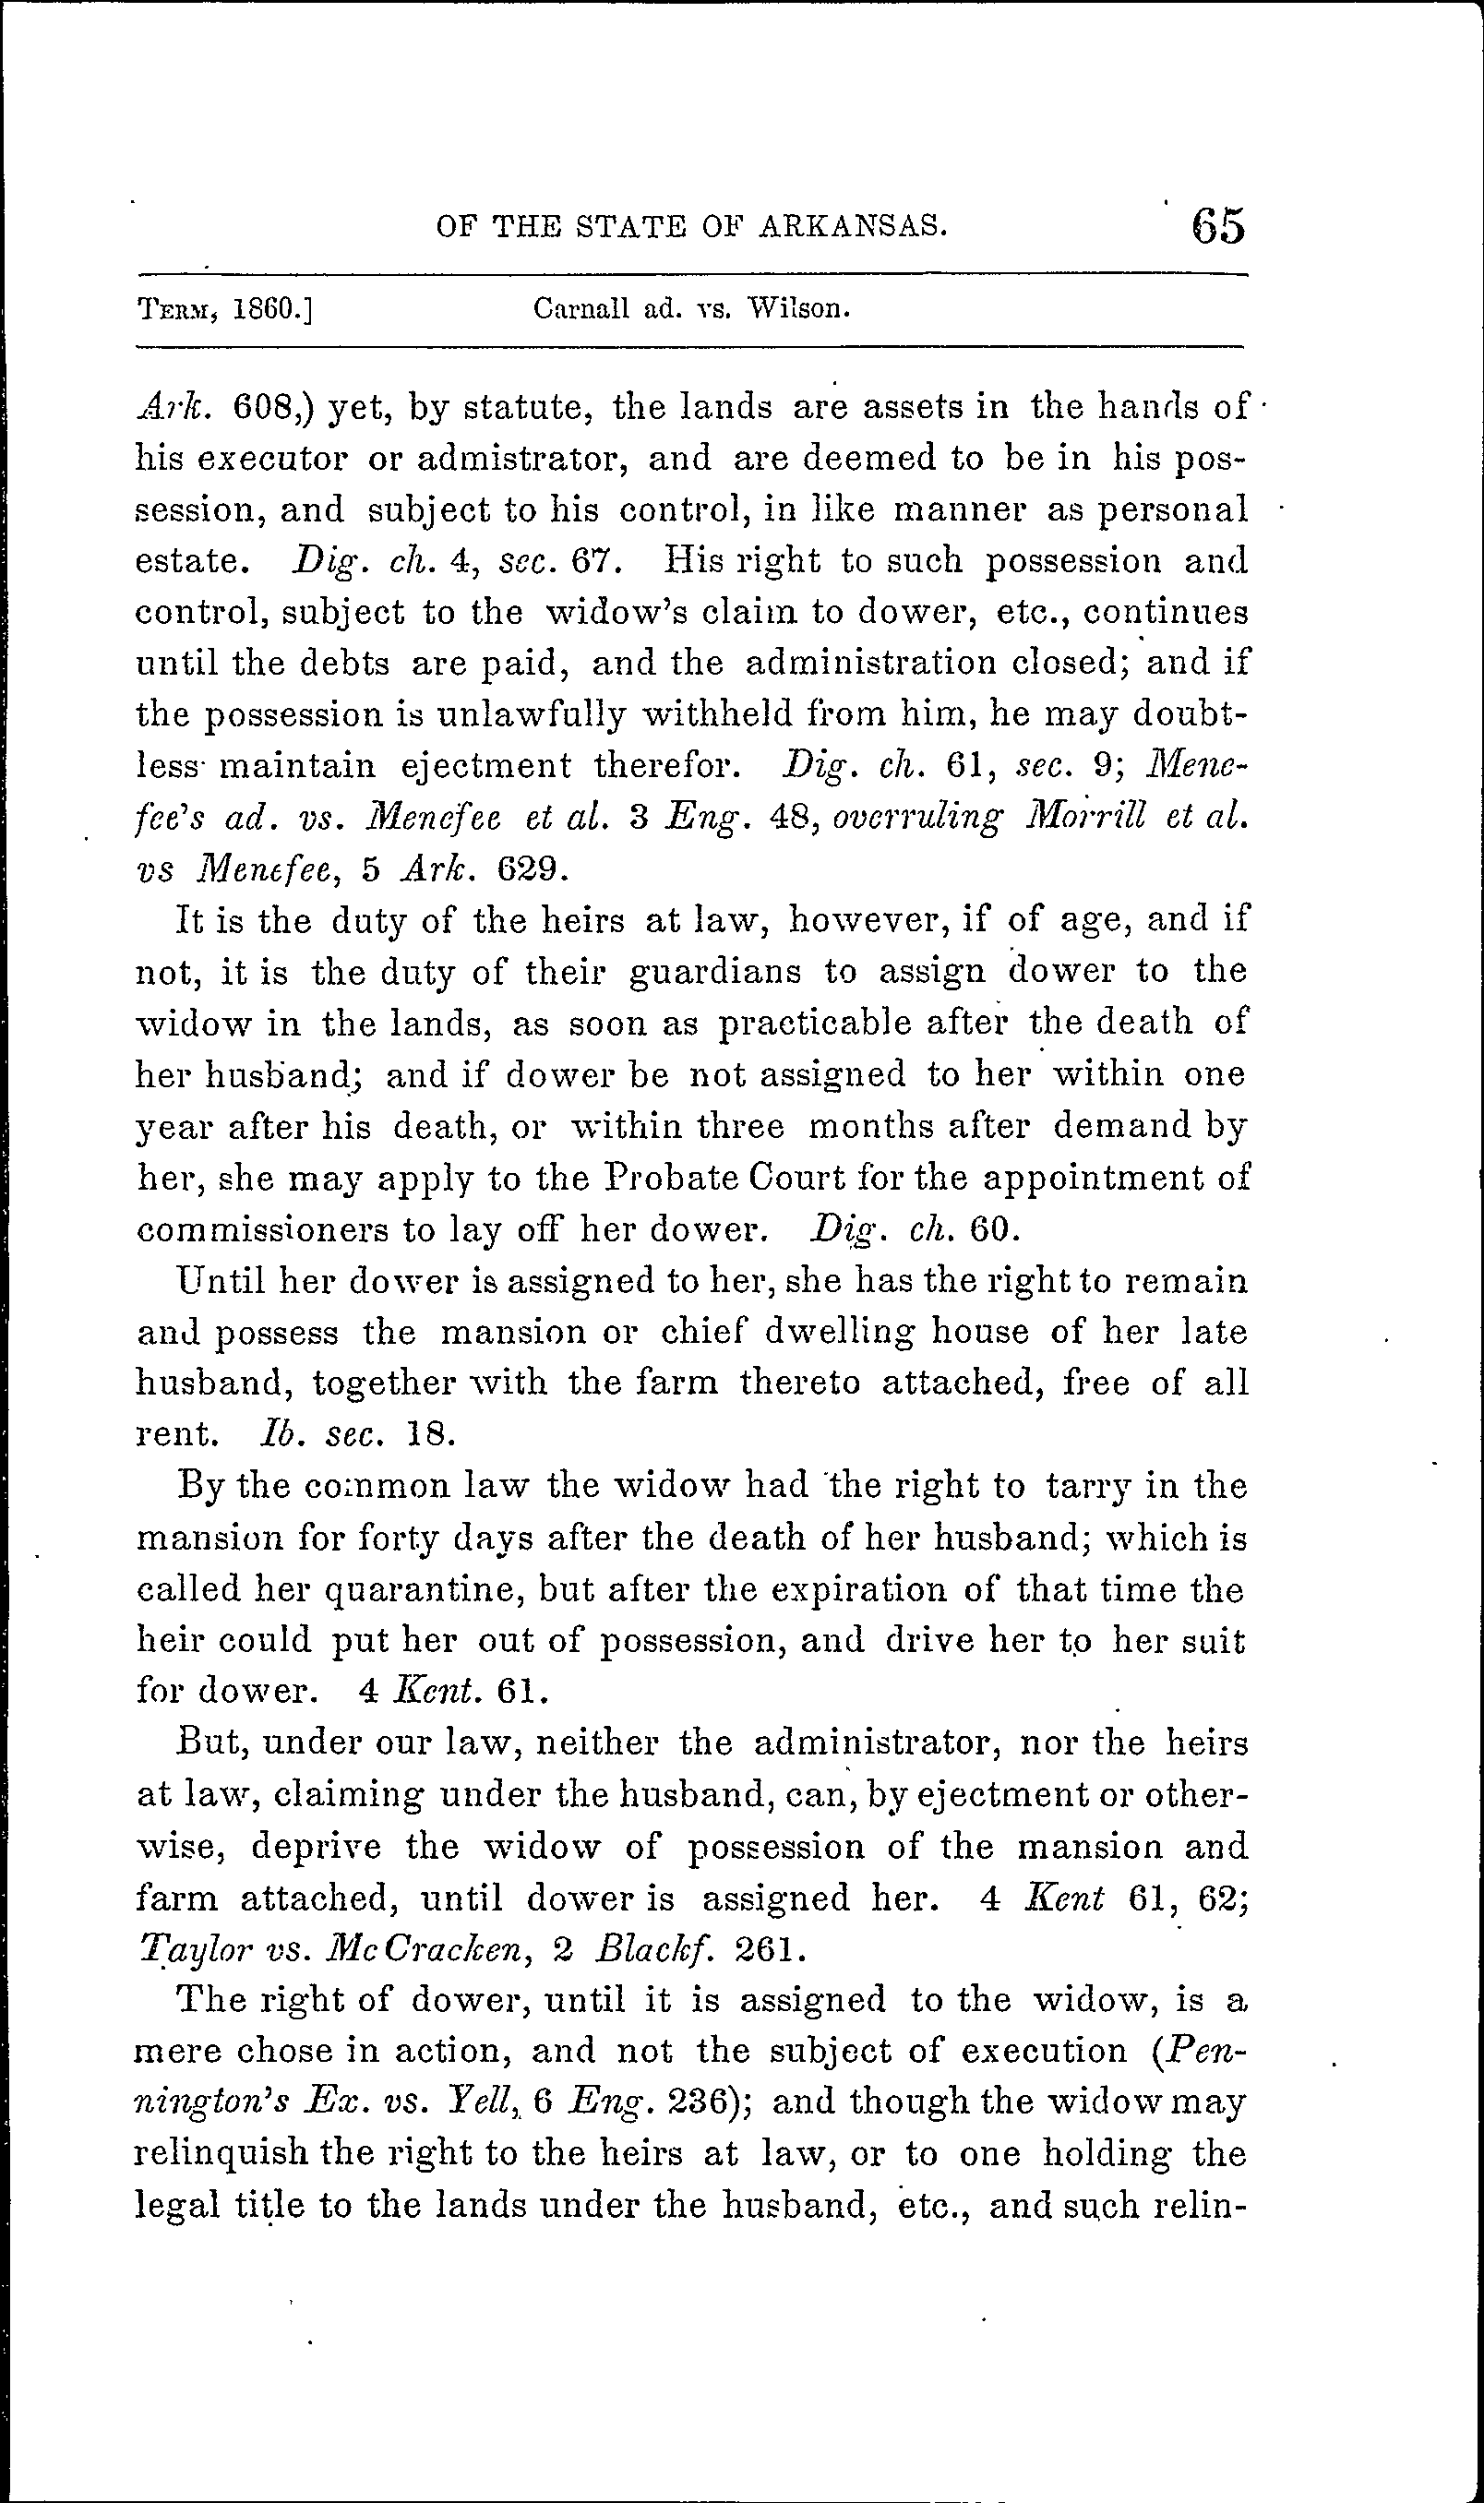 OF THE STATE OF ARKANSAS. 65
TERM, 1860.] Carnall ad. vs. Wilson.
Ark. 608,) yet, by statute, the lands are assets in the hands of
his executor or admistrator, and are deemed to be in his pos-
session, and subject to his control, in like manner as personal
estate. Dig. ch. 4, sec. 67. His right to such possession and
control, subject to the widow's claim to dower, etc., continues
until the debts are paid, and the administration closed; and if
the possession is unlawfully withheld from him, he may doubt-
less maintain ejectment therefor. Dig. ch. 61, sec. 9; Mene-
fee's ad. vs. Menefee et al. 3 Eng. 48, overruling Morrill et al.
vs Menefee, 5 Ark. 629.
It is the duty of the heirs at law, however, if of age, and if
not, it is the duty of their guardians to assign dower to the
widow in the lands, as soon as practicable after the death of
her husband; and if dower be not assigned to her within one
year after his death, or within three months after demand by
her, she may apply to the Probate Court for the appointment of
commissioners to lay off her dower. Dig. ch. 60.
Until her dower is assigned to her, she has the right to remain
and possess the mansion or chief dwelling house of her late
husband, together with the farm thereto attached, free of all
rent. Ib. sec. 18.
By the common law the widow had the right to tarry in the
mansion for forty days after the death of her husband; which is
called her quarantine, but after the expiration of that time the
heir could put her out of possession, and drive her to her suit
for dower. 4 Kent. 61.
But, under our law, neither the administrator, nor the heirs
at law, claiming under the husband, can, by ejectment or other-
wise, deprive the widow of possession of the mansion and
farm attached, until dower is assigned her. 4 Kent 61, 62;
Taylor vs. McCracken, 2 Blackf. 261.
The right of dower, until it is assigned to the widow, is a
mere chose in action, and not the subject of execution (Pen-
nington's Ex. vs. Yell, 6 Eng. 236); and though the widow may
relinquish the right to the heirs at law, or to one holding the
legal title to the lands under the husband, etc., and such relin-